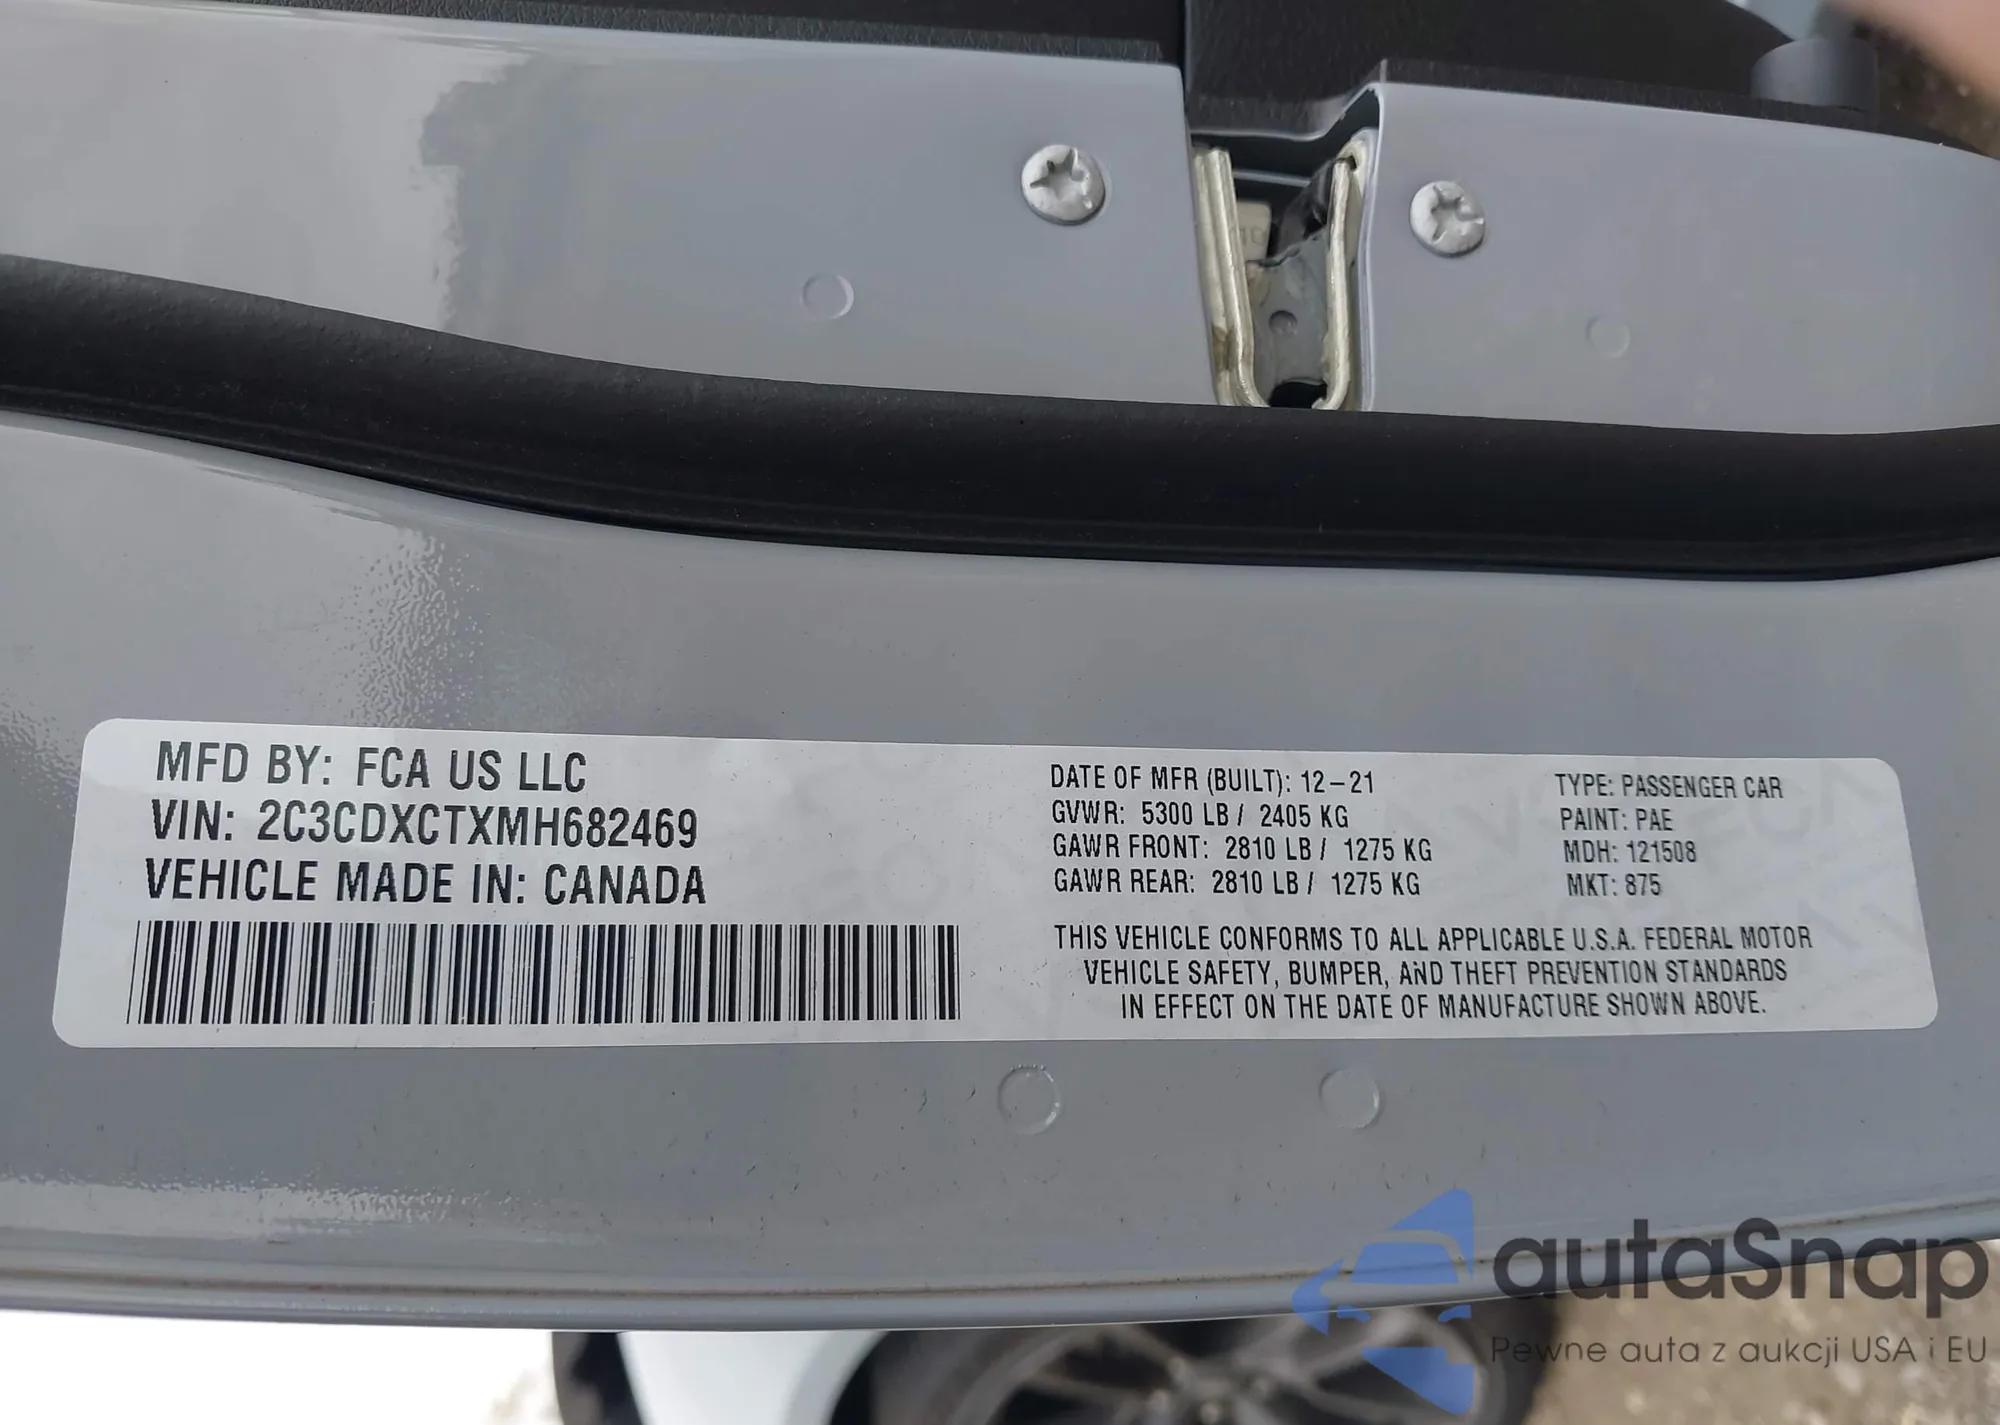 MFD BY: FCA US LLC
VIN: 2C3CDXCTXMH682469
VEHICLE MADE IN: CANADA
DATE OF MFR (BUILT): 12-21
GVWR: 5300 LB / 2405 KG
GAWR FRONT: 2810 LB / 1275 KG
GAWR REAR: 2810 LB / 1275 KG
TYPE: PASSENGER CAR
PAINT: PAE
MDH: 121508
MKT: 875
THIS VEHICLE CONFORMS TO ALL APPLICABLE U.S.A. FEDERAL MOTOR
VEHICLE SAFETY, BUMPER, AND THEFT PREVENTION STANDARDS
IN EFFECT ON THE DATE OF MANUFACTURE SHOWN ABOVE.
autaSnap
Pewne auta z aukcji USA i EU